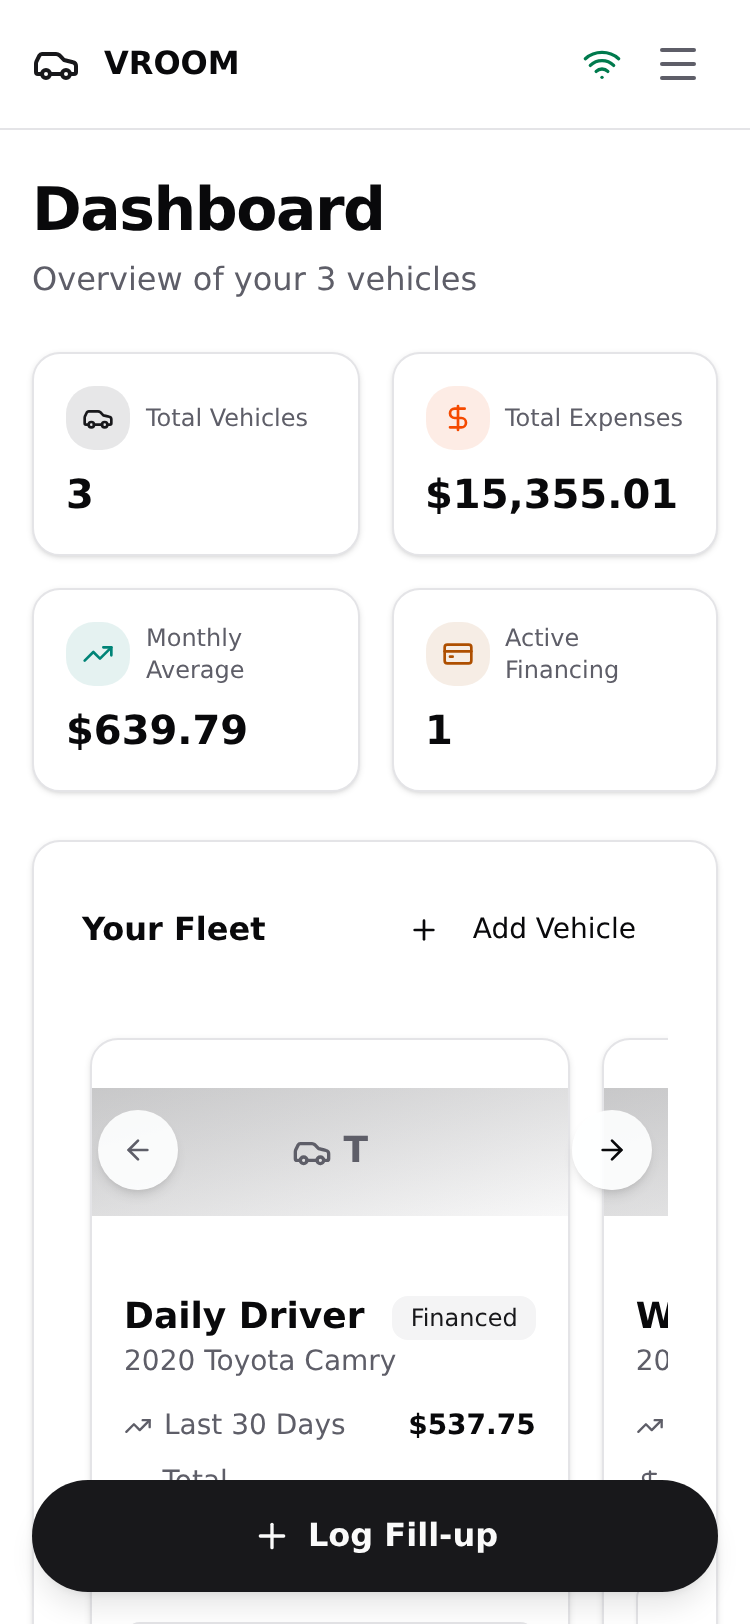 VROOM
Dashboard
Overview of your 3 vehicles
Total Vehicles
3
Total Expenses
$15,355.01
Monthly
Average
$639.79
Active
Financing
1
Your Fleet
Add Vehicle
T
Daily Driver
Financed
2020 Toyota Camry
Last 30 Days
$537.75
Total
W
20
Log Fill-up